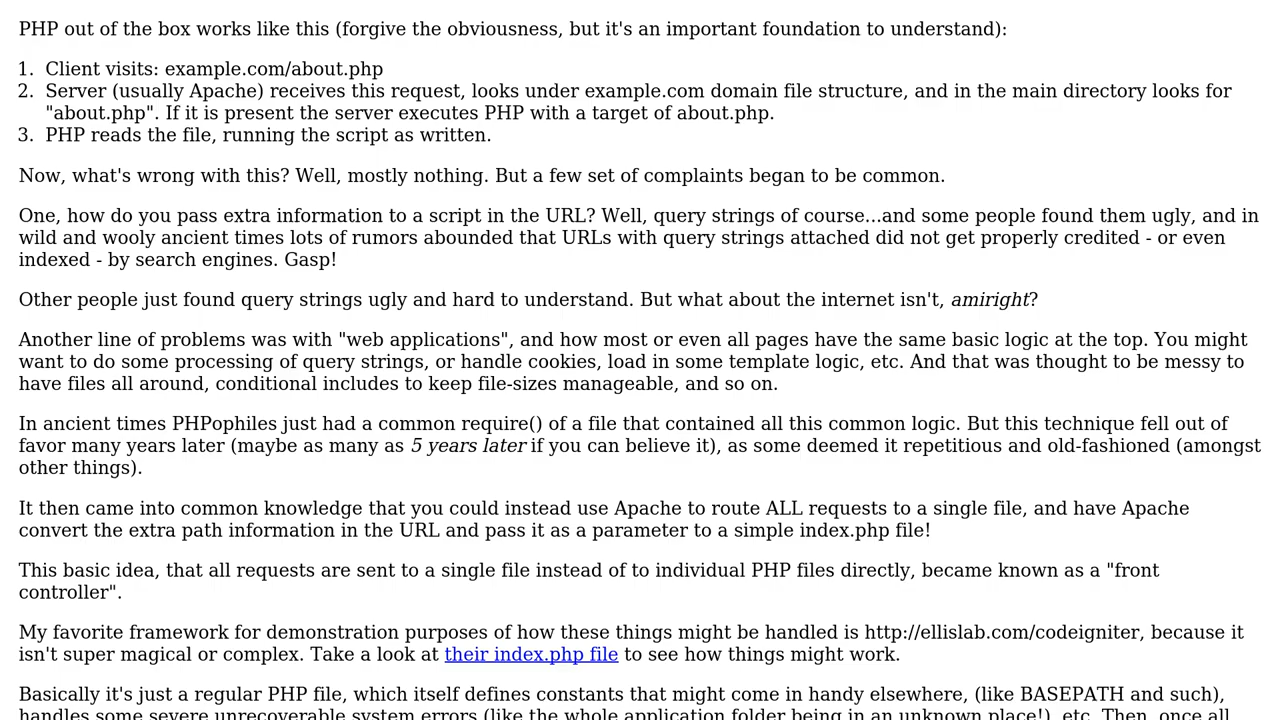 PHP out of the box works like this (forgive the obviousness, but it's an important foundation to understand):
1. Client visits: example.com/about.php
2. Server (usually Apache) receives this request, looks under example.com domain file structure, and in the main directory looks for
"about.php". If it is present the server executes PHP with a target of about.php.
3. PHP reads the file, running the script as written.
Now, what's wrong with this? Well, mostly nothing. But a few set of complaints began to be common.
One, how do you pass extra information to a script in the URL? Well, query strings of course...and some people found them ugly, and in
wild and wooly ancient times lots of rumors abounded that URLs with query strings attached did not get properly credited - or even
indexed - by search engines. Gasp!
Other people just found query strings ugly and hard to understand. But what about the internet isn't, amiright?
Another line of problems was with "web applications", and how most or even all pages have the same basic logic at the top. You might
want to do some processing of query strings, or handle cookies, load in some template logic, etc. And that was thought to be messy to
have files all around, conditional includes to keep file-sizes manageable, and so on.
In ancient times PHPophiles just had a common require() of a file that contained all this common logic. But this technique fell out of
favor many years later (maybe as many as 5 years later if you can believe it), as some deemed it repetitious and old-fashioned (amongst
other things).
It then came into common knowledge that you could instead use Apache to route ALL requests to a single file, and have Apache
convert the extra path information in the URL and pass it as a parameter to a simple index.php file!
This basic idea, that all requests are sent to a single file instead of to individual PHP files directly, became known as a "front
controller".
My favorite framework for demonstration purposes of how these things might be handled is http://ellislab.com/codeigniter, because it
isn't super magical or complex. Take a look at their index.php file to see how things might work.
Basically it's just a regular PHP file, which itself defines constants that might come in handy elsewhere, (like BASEPATH and such),
handles some severe unrecoverable system errors (like the whole application folder being in an unknown place!), etc. Then, once all